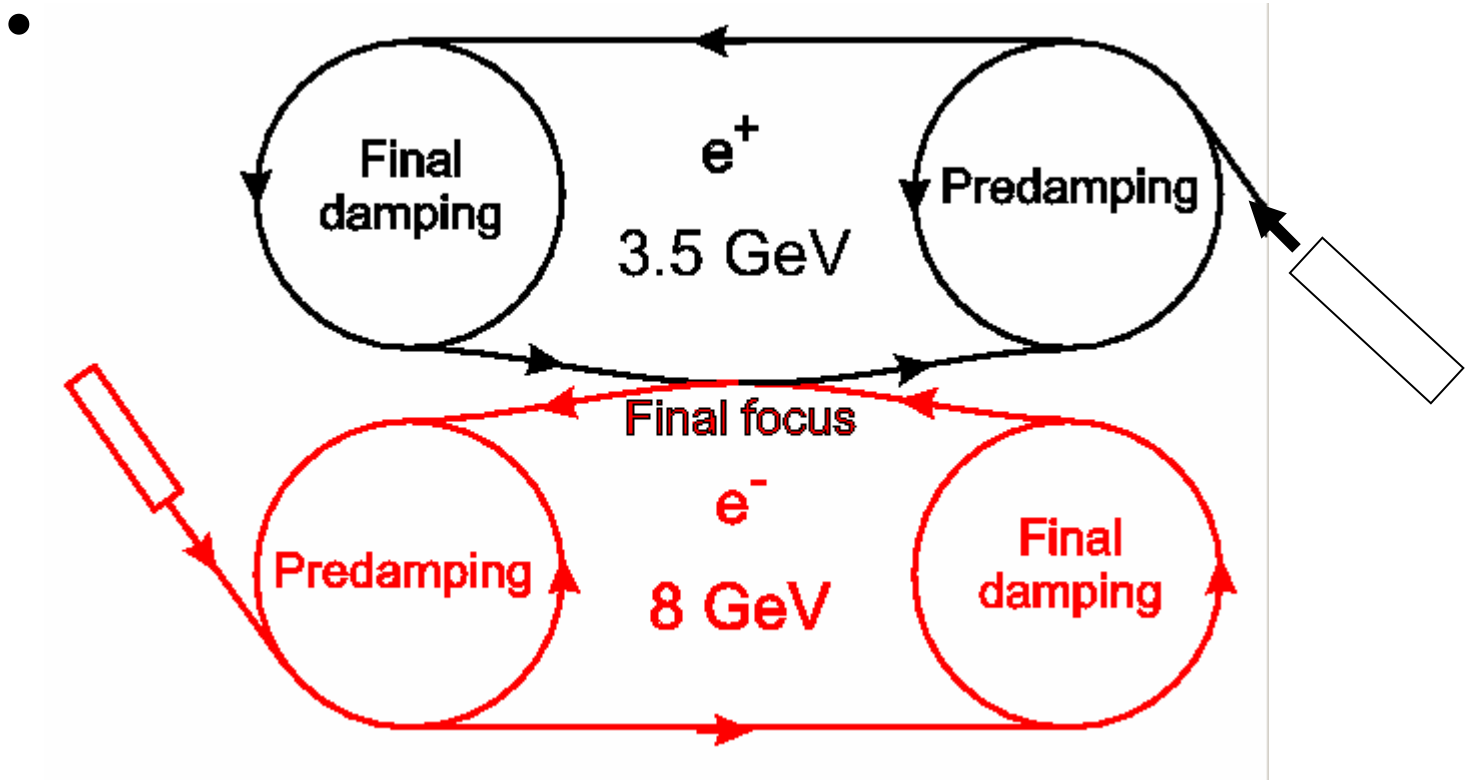 •
e⁺
Final
damping
Predamping
3.5 GeV
Final focus
e⁻
Predamping
Final
damping
8 GeV